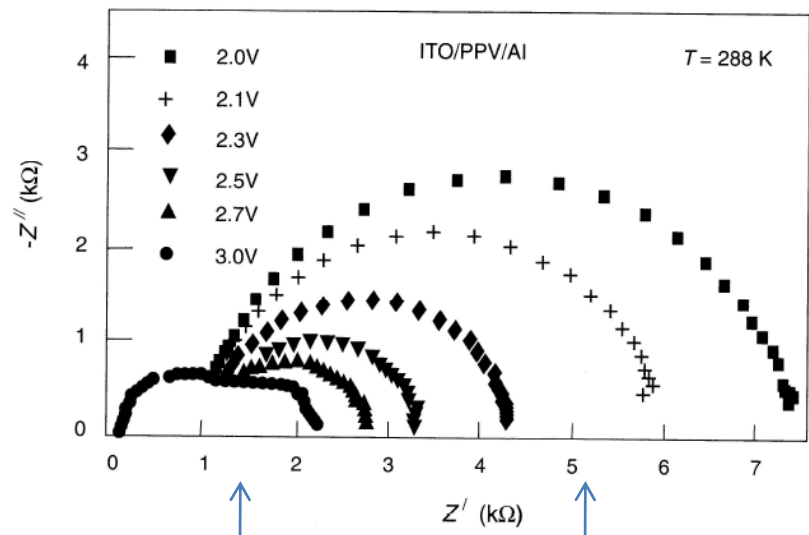 4
3
2
1
0
-Z// (kΩ)
2.0V
2.1V
2.3V
2.5V
2.7V
3.0V
ITO/PPV/Al
T = 288 K
0 1 2 3 4 5 6 7
Z/ (kΩ)